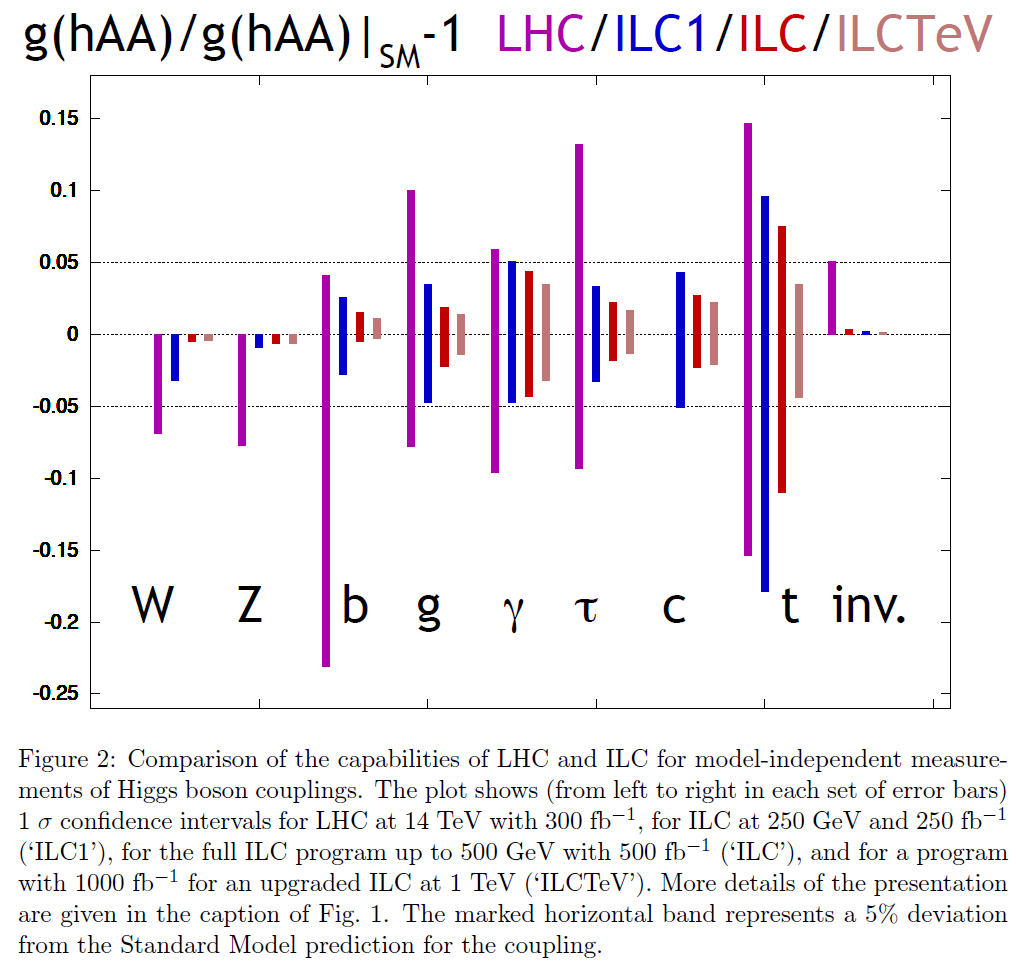 g(hAA)/g(hAA)|SM-1 LHC/ILC1/ILC/ILCTeV
0.15
0.1
0.05
0
-0.05
-0.1
-0.15
-0.2
-0.25
W Z b g γ τ c t inv.
Figure 2: Comparison of the capabilities of LHC and ILC for model-independent measure-
ments of Higgs boson couplings. The plot shows (from left to right in each set of error bars)
1 σ confidence intervals for LHC at 14 TeV with 300 fb⁻¹, for ILC at 250 GeV and 250 fb⁻¹
(‘ILC1’), for the full ILC program up to 500 GeV with 500 fb⁻¹ (‘ILC’), and for a program
with 1000 fb⁻¹ for an upgraded ILC at 1 TeV (‘ILCTeV’). More details of the presentation
are given in the caption of Fig. 1. The marked horizontal band represents a 5% deviation
from the Standard Model prediction for the coupling.